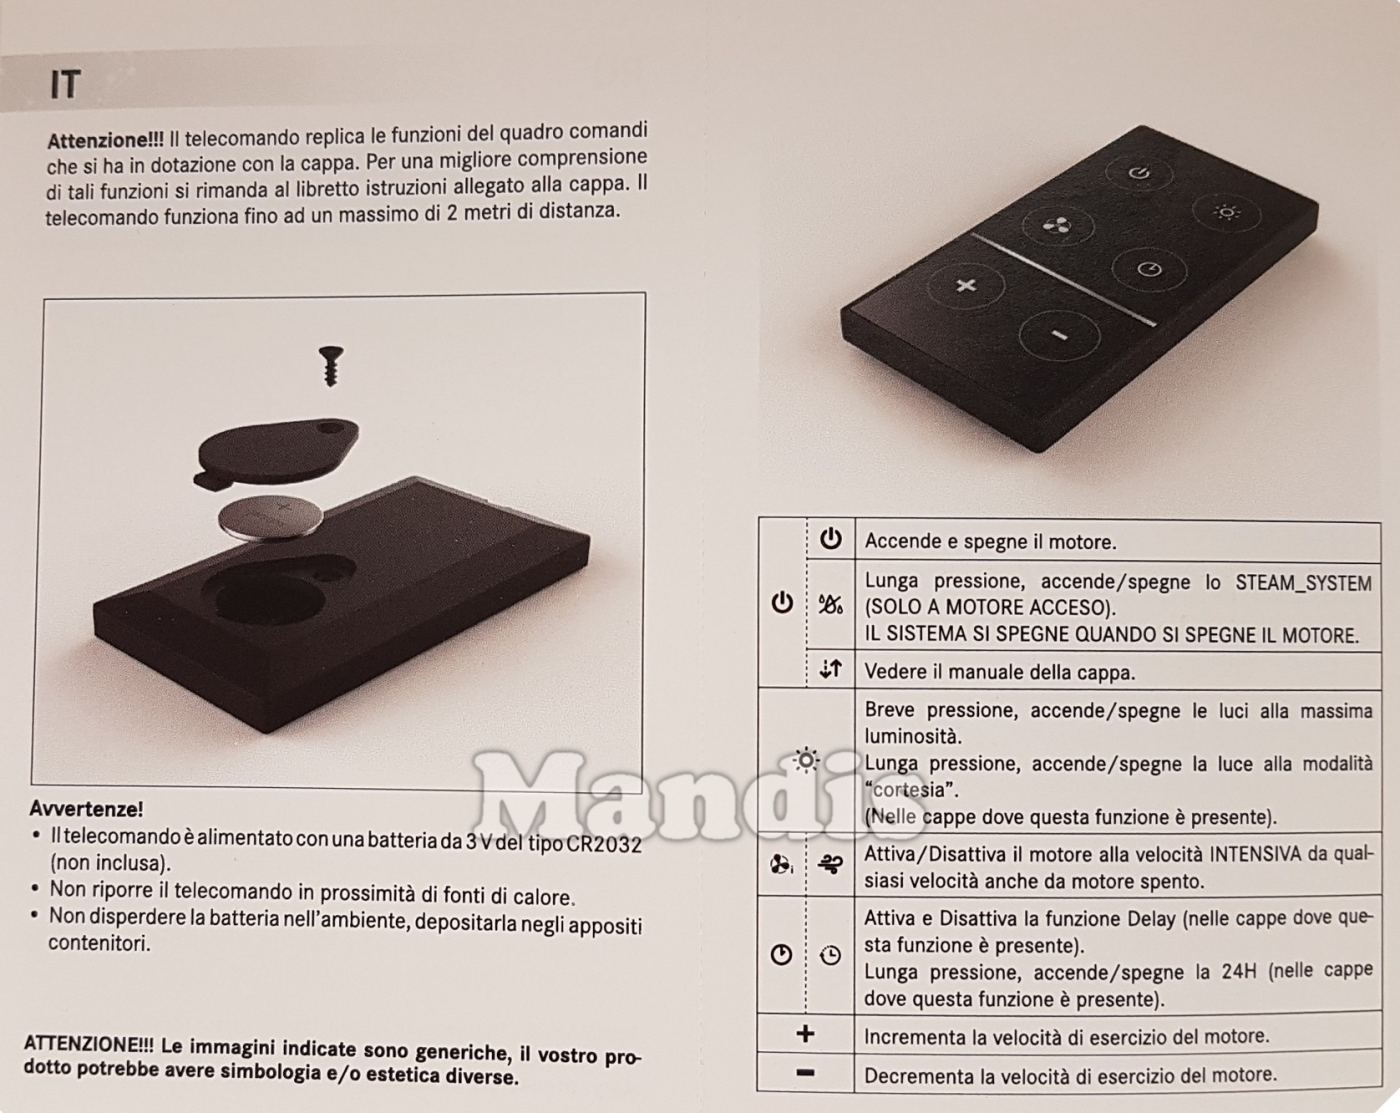 IT
Attenzione!!! Il telecomando replica le funzioni del quadro comandi
che si ha in dotazione con la cappa. Per una migliore comprensione
di tali funzioni si rimanda al libretto istruzioni allegato alla cappa. Il
telecomando funziona fino ad un massimo di 2 metri di distanza.
Avvertenze!
• Il telecomando è alimentato con una batteria da 3 V del tipo CR2032
(non inclusa).
• Non riporre il telecomando in prossimità di fonti di calore.
• Non disperdere la batteria nell'ambiente, depositarla negli appositi
contenitori.
ATTENZIONE!!! Le immagini indicate sono generiche, il vostro pro-
dotto potrebbe avere simbologia e/o estetica diverse.
Accende e spegne il motore.
Lunga pressione, accende/spegne lo STEAM_SYSTEM
(SOLO A MOTORE ACCESO).
IL SISTEMA SI SPEGNE QUANDO SI SPEGNE IL MOTORE.
Vedere il manuale della cappa.
Breve pressione, accende/spegne le luci alla massima
luminosità.
Lunga pressione, accende/spegne la luce alla modalità
"cortesia".
(Nelle cappe dove questa funzione è presente).
Attiva/Disattiva il motore alla velocità INTENSIVA da qual-
siasi velocità anche da motore spento.
Attiva e Disattiva la funzione Delay (nelle cappe dove que-
sta funzione è presente).
Lunga pressione, accende/spegne la 24H (nelle cappe
dove questa funzione è presente).
+ Incrementa la velocità di esercizio del motore.
- Decrementa la velocità di esercizio del motore.
Mandis